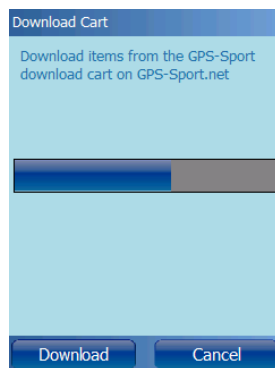 Download Cart
Download items from the GPS-Sport
download cart on GPS-Sport.net
Download Cancel